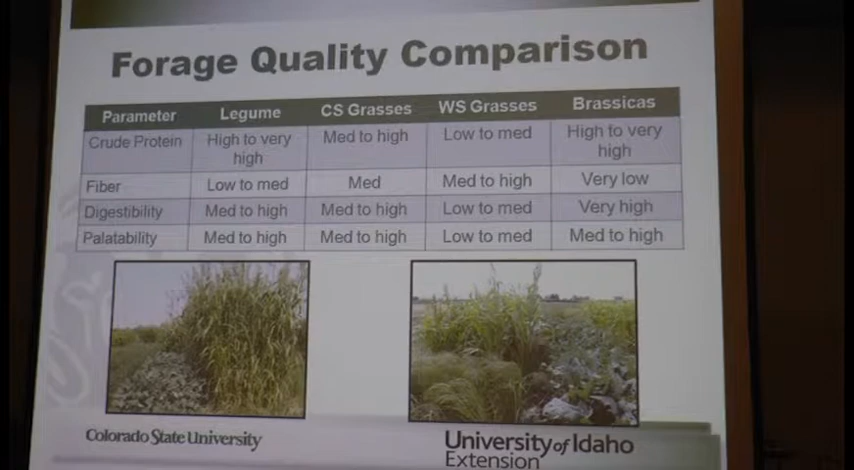 Forage Quality Comparison
Parameter Legume CS Grasses WS Grasses Brassicas
Crude Protein High to very high Med to high Low to med High to very high
Fiber Low to med Med Med to high Very low
Digestibility Med to high Med to high Low to med Very high
Palatability Med to high Med to high Low to med Med to high
Colorado State University
University of Idaho
Extension